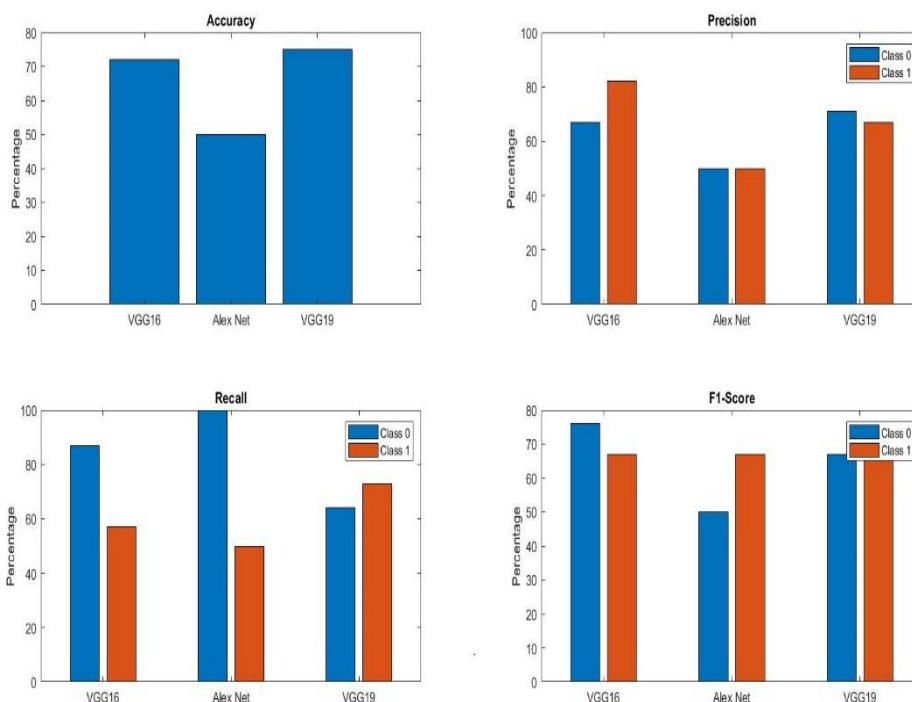 Accuracy
80
70
60
50
40
30
20
10
0
Percentage
VGG16 Alex Net VGG19
Precision
100
80
60
40
20
0
Percentage
Class 0
Class 1
VGG16 Alex Net VGG19
Recall
100
80
60
40
20
0
Percentage
Class 0
Class 1
VGG16 Alex Net VGG19
F1-Score
80
70
60
50
40
30
20
10
0
Percentage
Class 0
Class 1
VGG16 Alex Net VGG19